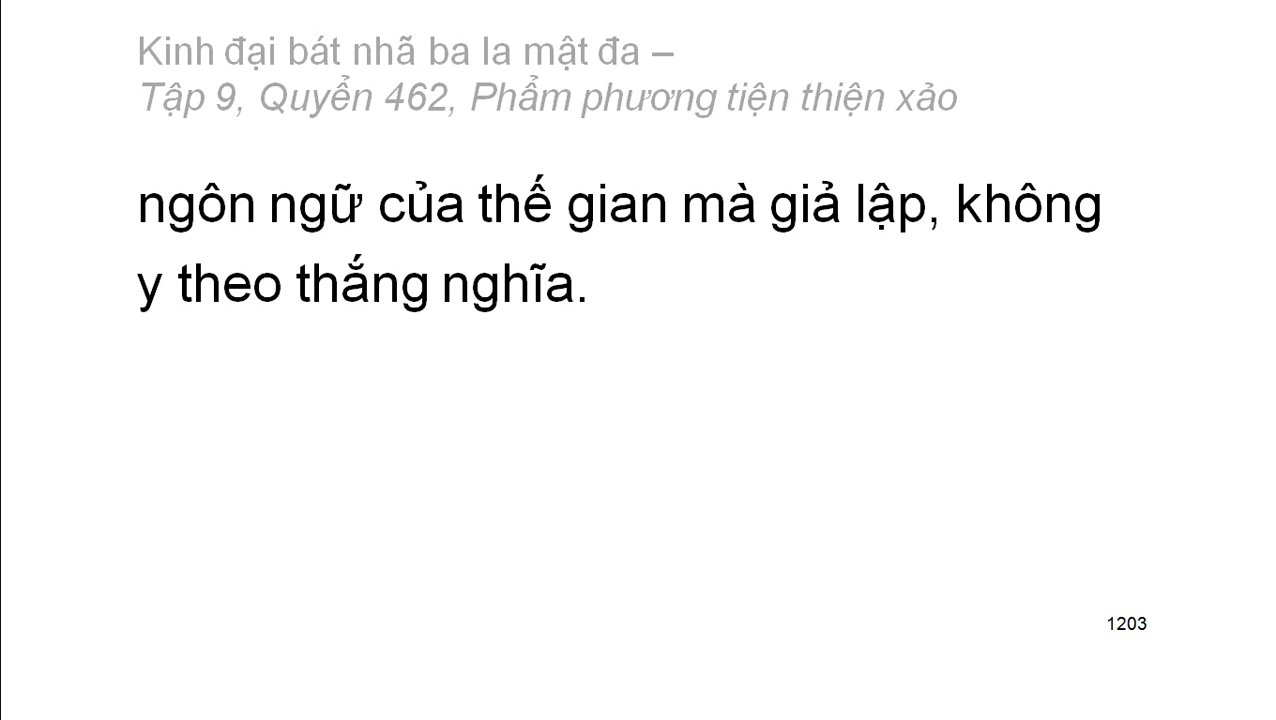 Kinh đại bát nhã ba la mật đa –
Tập 9, Quyển 462, Phẩm phương tiện thiện xảo
ngôn ngữ của thế gian mà giả lập, không
y theo thắng nghĩa.
1203